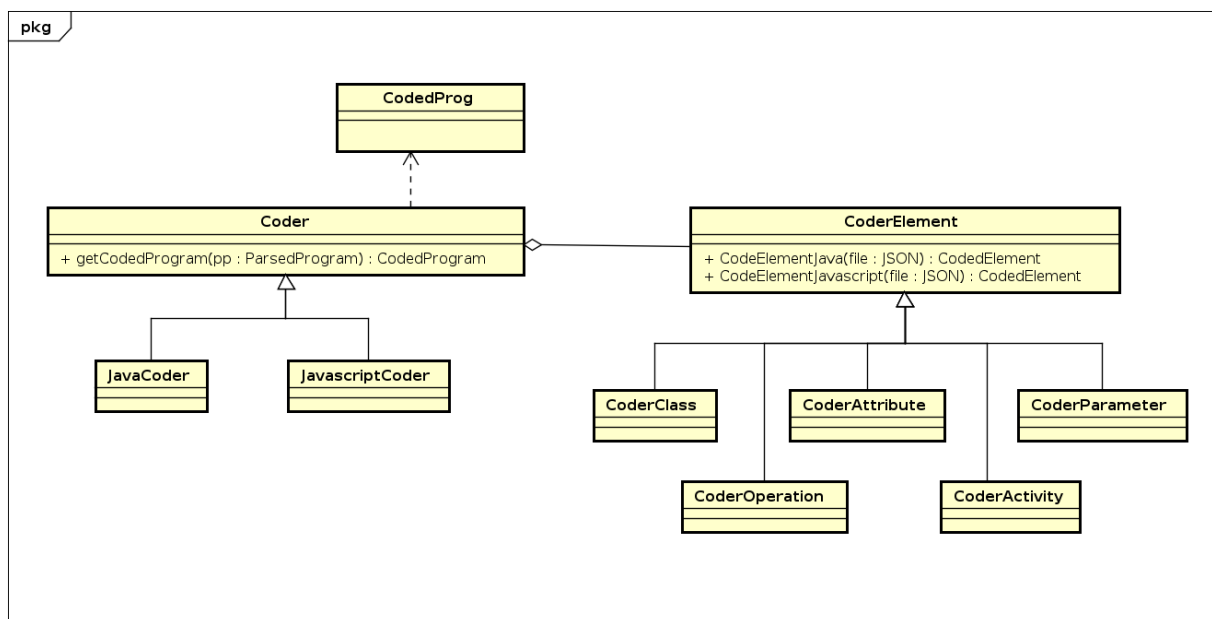 pkg
CodedProg
Coder
+ getCodedProgram(pp : ParsedProgram) : CodedProgram
CoderElement
+ CodeElementJava(file : JSON) : CodedElement
+ CodeElementJavascript(file : JSON) : CodedElement
JavaCoder
JavascriptCoder
CoderClass
CoderAttribute
CoderParameter
CoderOperation
CoderActivity